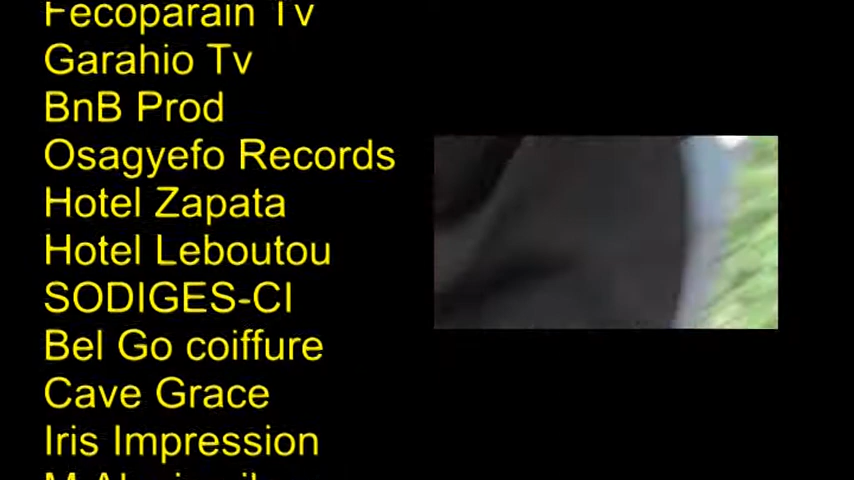 Fecoparain Tv
Garahio Tv
BnB Prod
Osagyefo Records
Hotel Zapata
Hotel Leboutou
SODIGES-CI
Bel Go coiffure
Cave Grace
Iris Impression